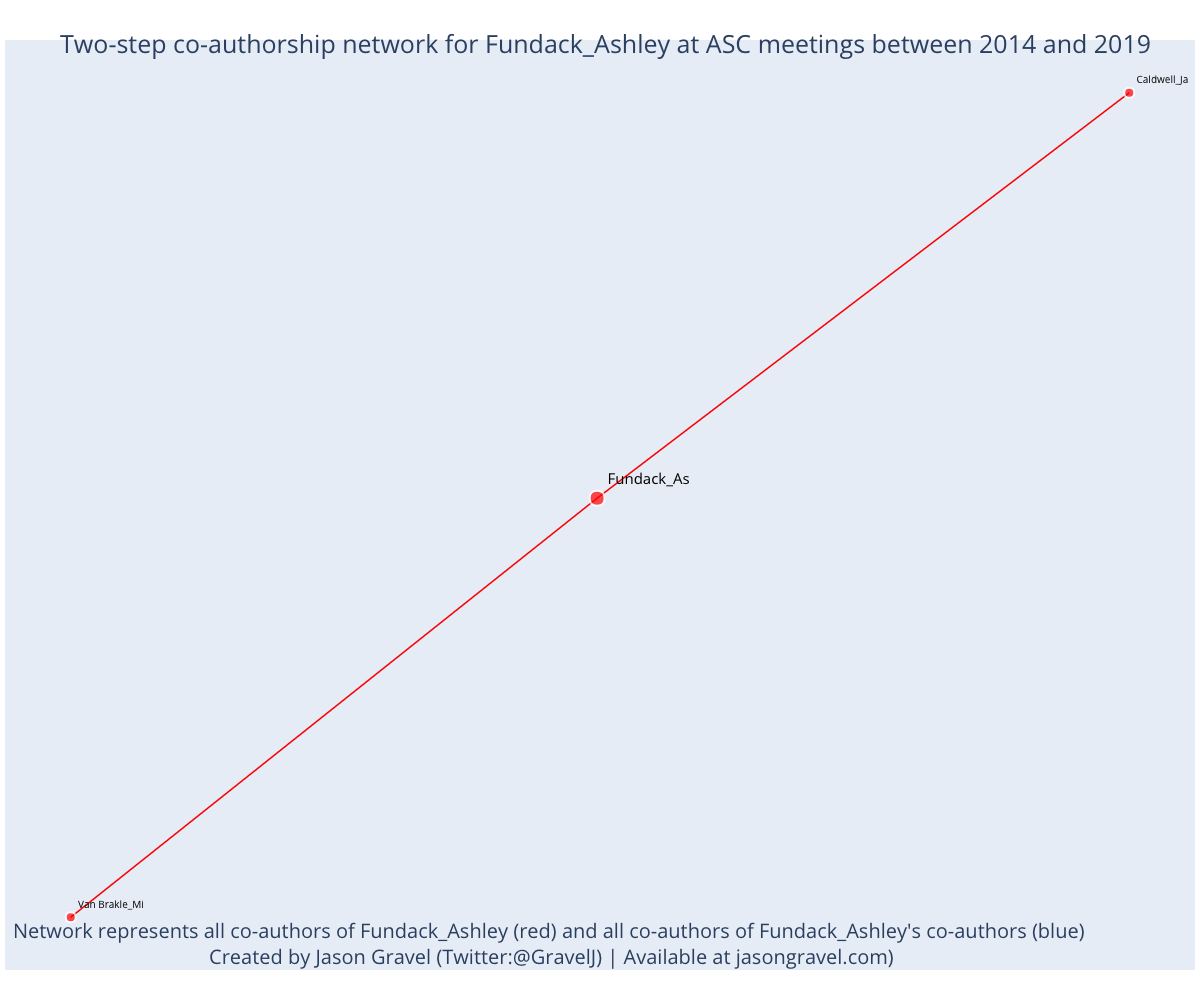 Two-step co-authorship network for Fundack_Ashley at ASC meetings between 2014 and 2019
Caldwell_Ja
Fundack_As
Van Brakle_Mi
Network represents all co-authors of Fundack_Ashley (red) and all co-authors of Fundack_Ashley's co-authors (blue)
Created by Jason Gravel (Twitter:@GravelJ) | Available at jasongravel.com)